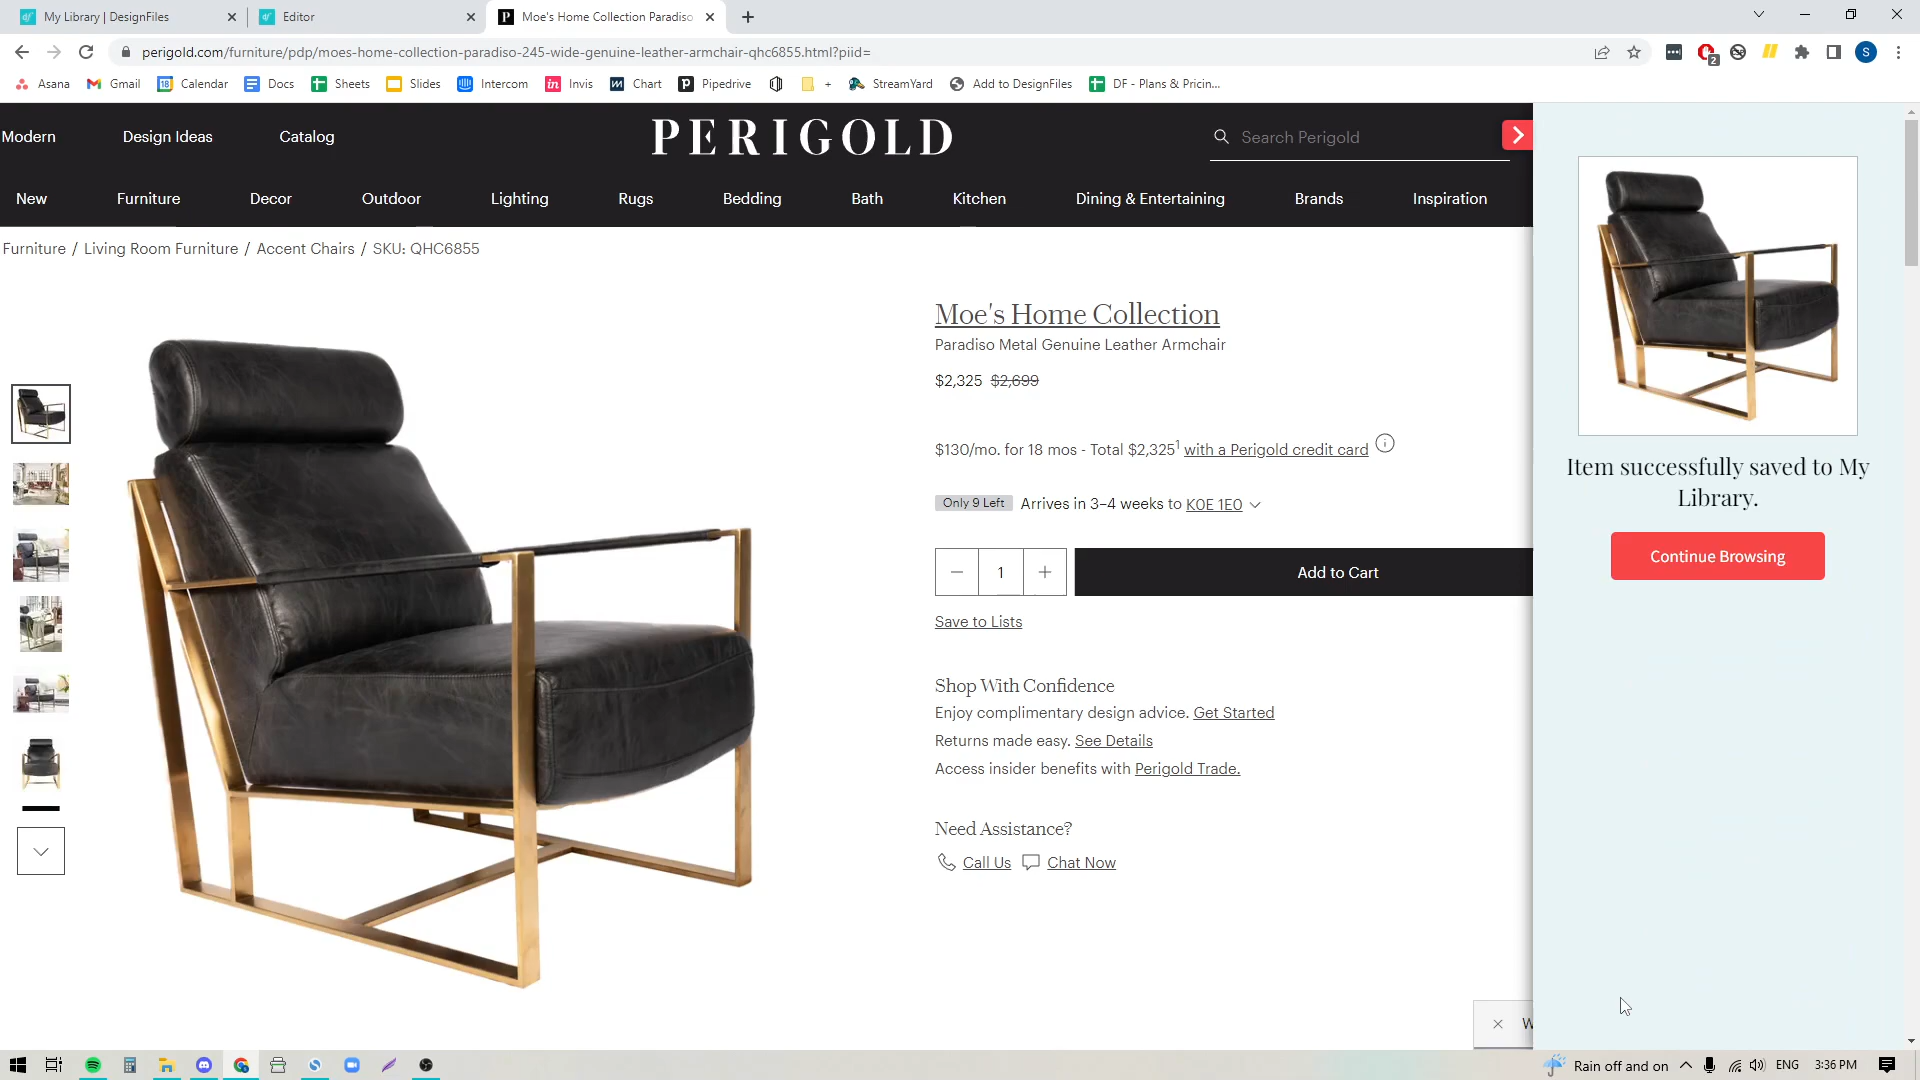 My Library | DesignFiles
Editor
Moe's Home Collection Paradiso
perigold.com/furniture/pdp/moes-home-collection-paradiso-245-wide-genuine-leather-armchair-qhc6855.html?piid=
2
S
Asana Gmail Calendar Docs Sheets Slides Intercom Invis Chart Pipedrive + StreamYard Add to DesignFiles DF - Plans & Pricin...
Modern Design Ideas Catalog
PERIGOLD
Search Perigold
New Furniture Decor Outdoor Lighting Rugs Bedding Bath Kitchen Dining & Entertaining Brands Inspiration
Furniture / Living Room Furniture / Accent Chairs / SKU: QHC6855
Moe's Home Collection
Paradiso Metal Genuine Leather Armchair
$2,325 $2,699
$130/mo. for 18 mos - Total $2,325¹ with a Perigold credit card
Only 9 Left Arrives in 3–4 weeks to K0E 1E0
1
Add to Cart
Save to Lists
Shop With Confidence
Enjoy complimentary design advice. Get Started
Returns made easy. See Details
Access insider benefits with Perigold Trade.
Need Assistance?
Call Us Chat Now
Item successfully saved to My
Library.
Continue Browsing
Rain off and on
ENG
3:36 PM